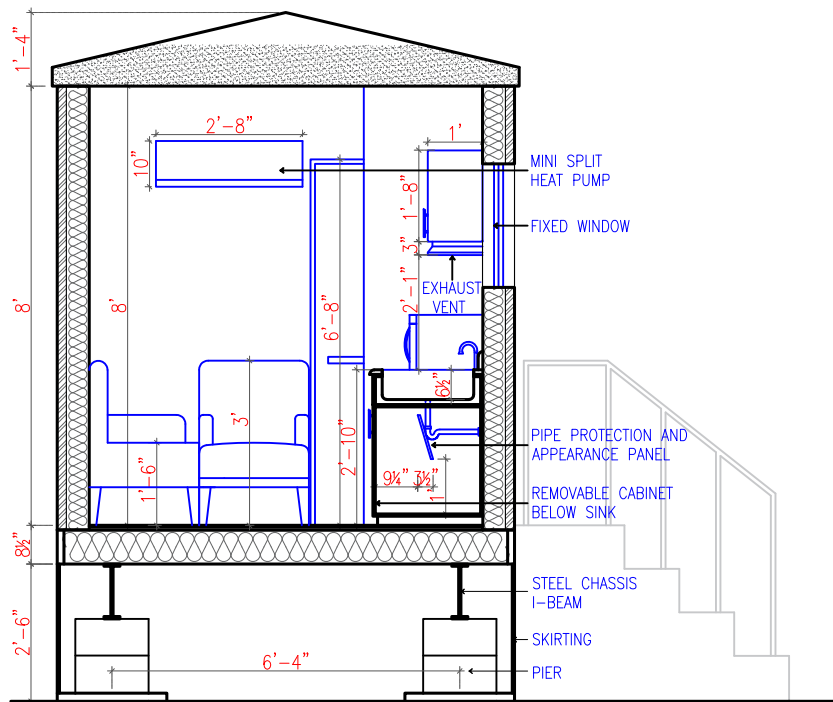 1'-4"
2'-8"
1'
10"
MINI SPLIT
HEAT PUMP
1'-8"
FIXED WINDOW
3"
EXHAUST
VENT
2'-1"
8'
8'
6'-8"
6½"
3'
2'-10"
PIPE PROTECTION AND
APPEARANCE PANEL
1'-6"
9¼"
3½"
1'
REMOVABLE CABINET
BELOW SINK
8½"
STEEL CHASSIS
I-BEAM
2'-6"
SKIRTING
6'-4"
PIER